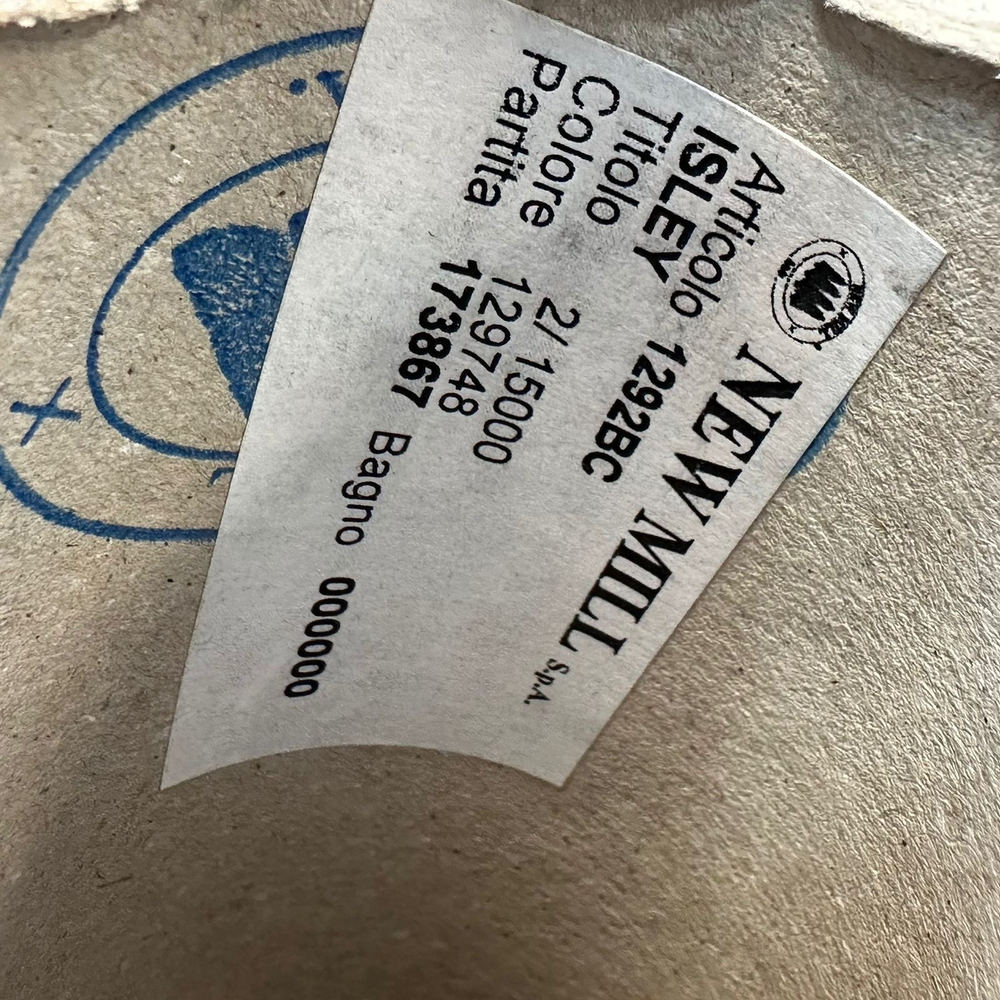 NEW MILL S.p.A.
Articolo 1292BC
ISLEY
Titolo 2/ 15000
Colore 129748
Partita 173867 Bagno 000000